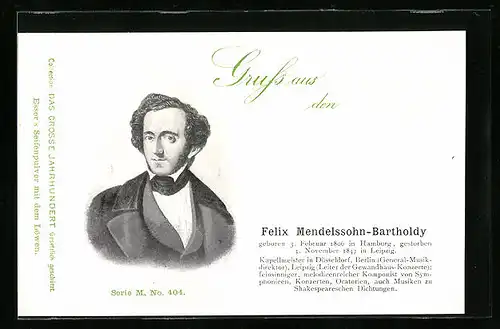 Gruss aus
den
Felix Mendelssohn-Bartholdy
geboren 3. Februar 1809 in Hamburg, gestorben
3. November 1847 in Leipzig.
Kapellmeister in Düsseldorf, Berlin (General-Musik-
direktor), Leipzig (Leiter der Gewandhaus-Konzerte);
feinsinniger, melodienreicher Komponist von Sym-
phonieen, Konzerten, Oratorien, auch Musiken zu
Shakespeareschen Dichtungen.
Serie M. No. 404.
Collection DAS GROSSE JAHRHUNDERT Gesetzlich geschützt
Esser's Seifenpulver mit dem Löwen.